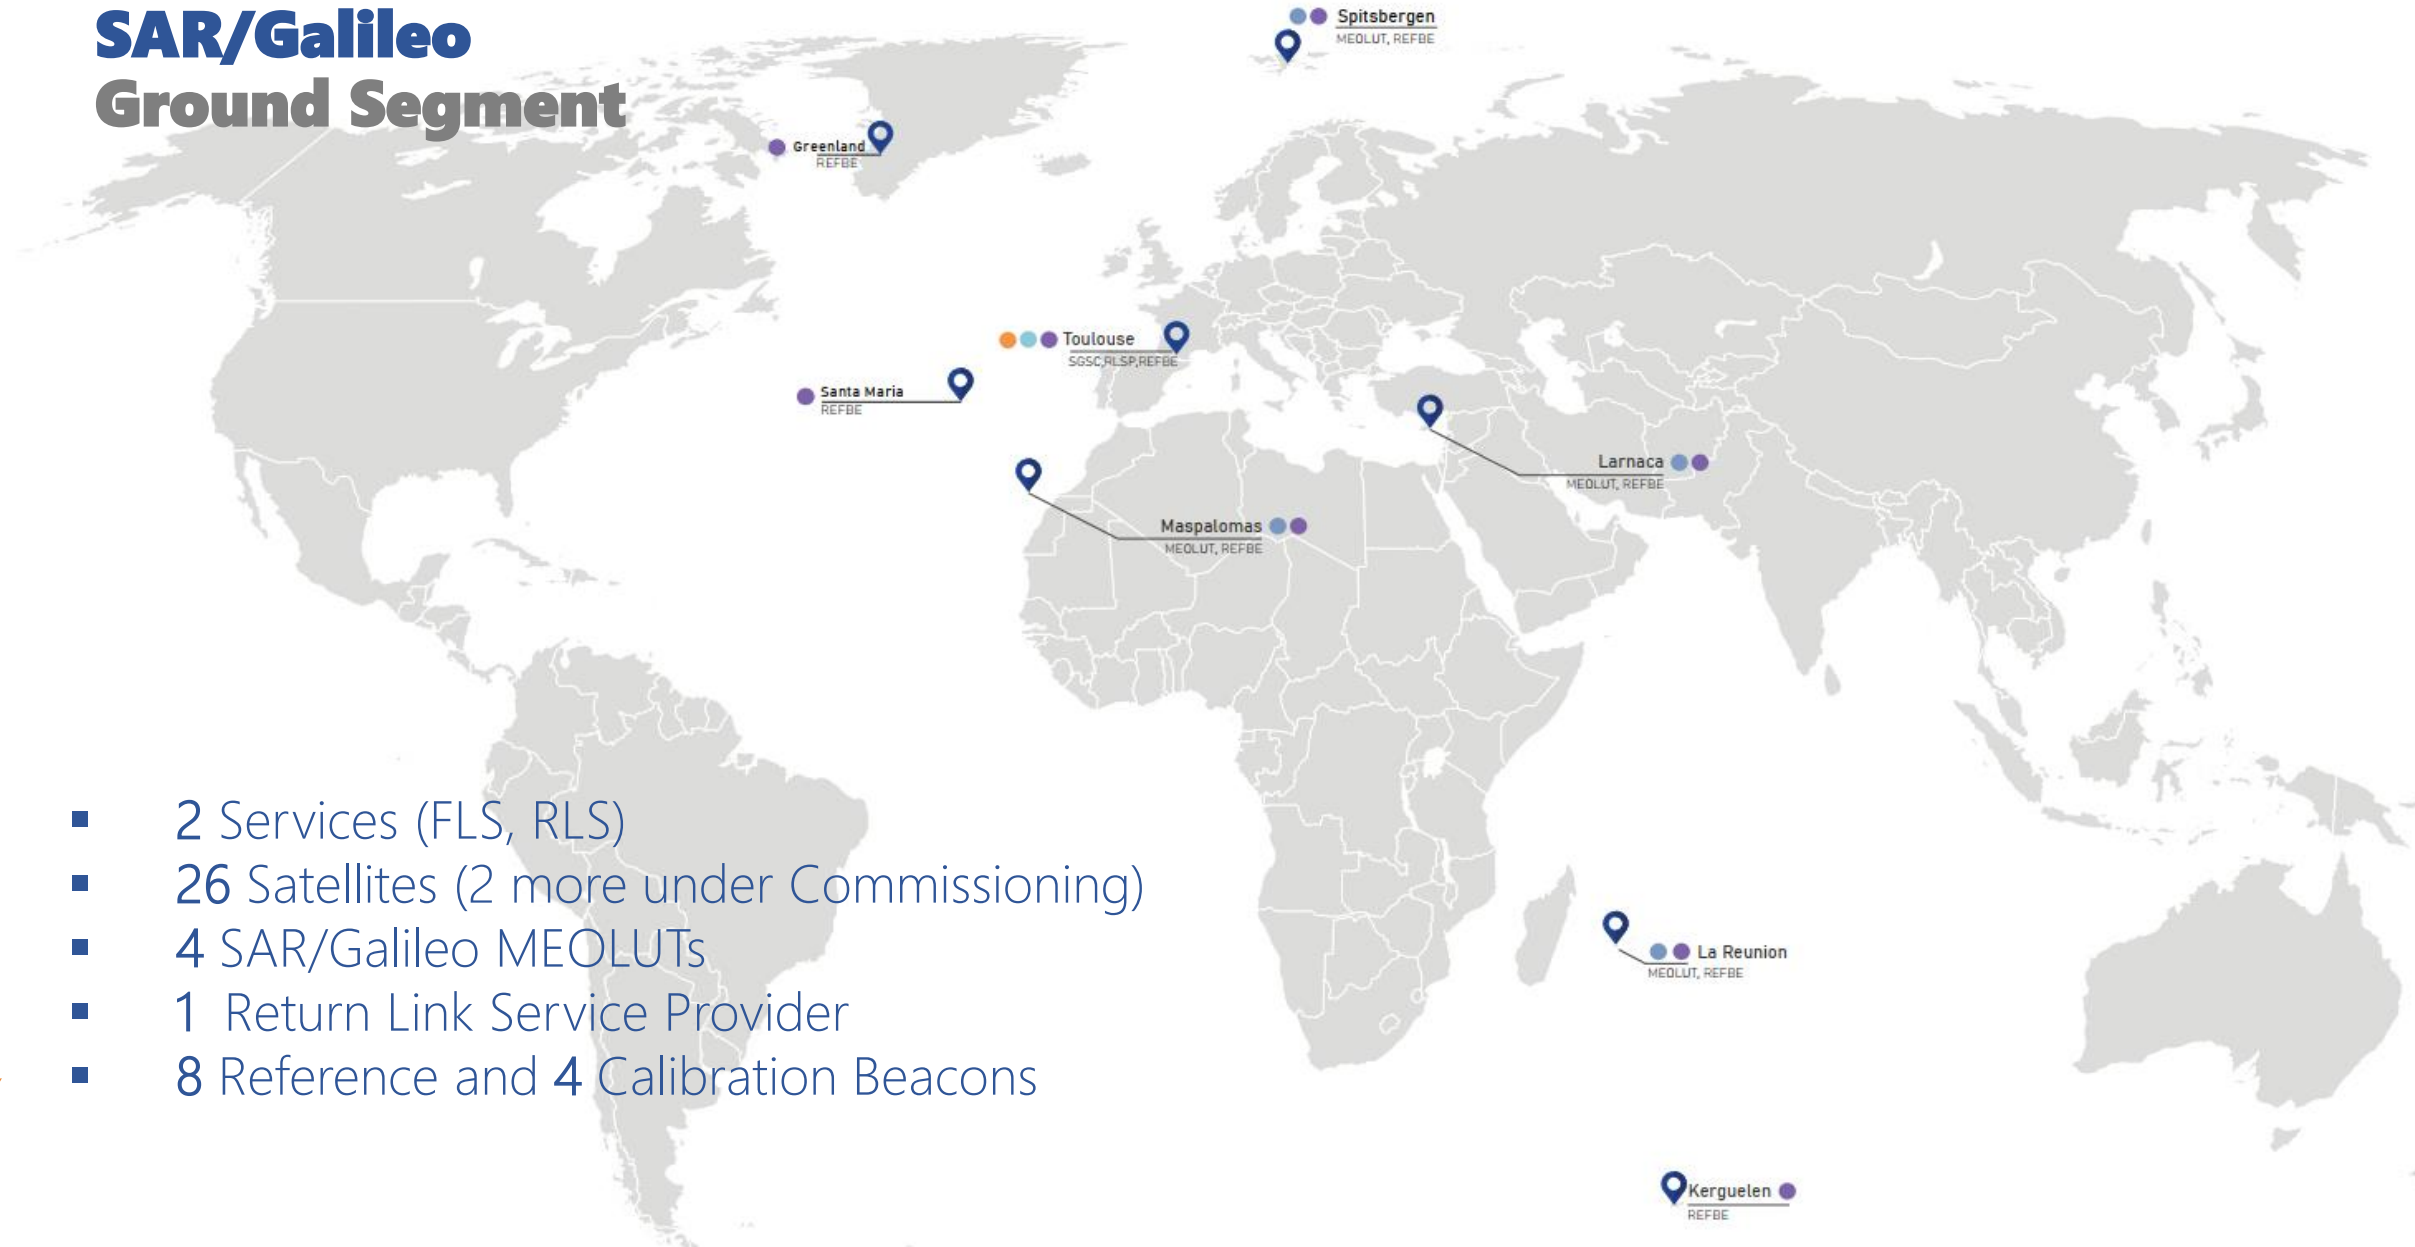 SAR/Galileo
Ground Segment
Spitsbergen
MEOLUT, REFBE
Greenland
REFBE
Toulouse
SGSC,RLSP,REFBE
Santa Maria
REFBE
Larnaca
MEOLUT, REFBE
Maspalomas
MEOLUT, REFBE
▪ 2 Services (FLS, RLS)
▪ 26 Satellites (2 more under Commissioning)
▪ 4 SAR/Galileo MEOLUTs
▪ 1 Return Link Service Provider
▪ 8 Reference and 4 Calibration Beacons
La Reunion
MEOLUT, REFBE
Kerguelen
REFBE